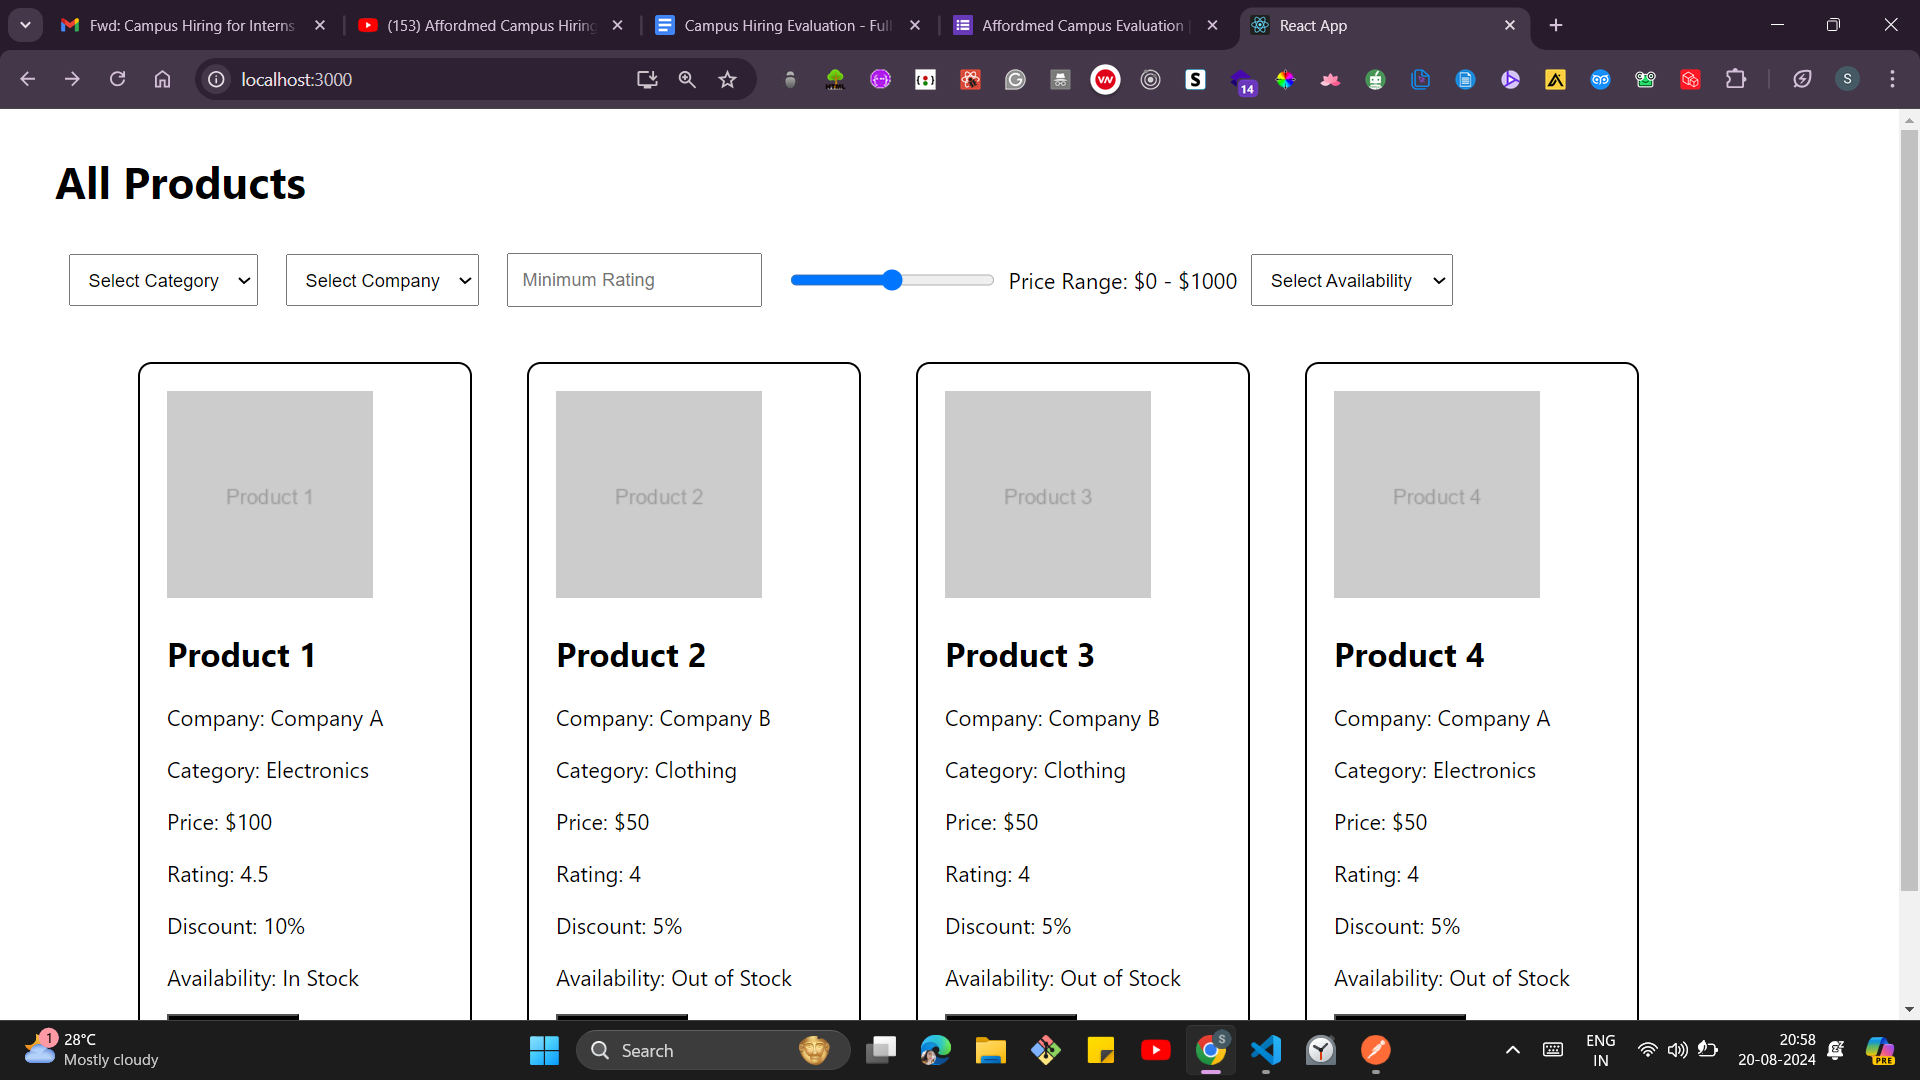 Fwd: Campus Hiring for Interns
(153) Affordmed Campus Hiring
Campus Hiring Evaluation - Full
Affordmed Campus Evaluation |
React App
localhost:3000
14
S
All Products
Select Category
Select Company
Minimum Rating
Price Range: $0 - $1000
Select Availability
Product 1
Product 2
Product 3
Product 4
Product 1
Product 2
Product 3
Product 4
Company: Company A
Company: Company B
Company: Company B
Company: Company A
Category: Electronics
Category: Clothing
Category: Clothing
Category: Electronics
Price: $100
Price: $50
Price: $50
Price: $50
Rating: 4.5
Rating: 4
Rating: 4
Rating: 4
Discount: 10%
Discount: 5%
Discount: 5%
Discount: 5%
Availability: In Stock
Availability: Out of Stock
Availability: Out of Stock
Availability: Out of Stock
1
28°C
Mostly cloudy
Search
S
ENG
IN
20:58
20-08-2024
PRE